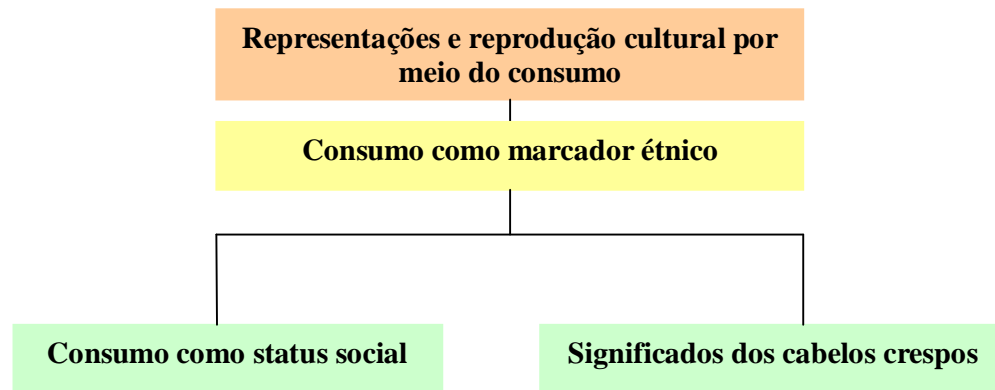 Representações e reprodução cultural por
meio do consumo
Consumo como marcador étnico
Consumo como status social
Significados dos cabelos crespos